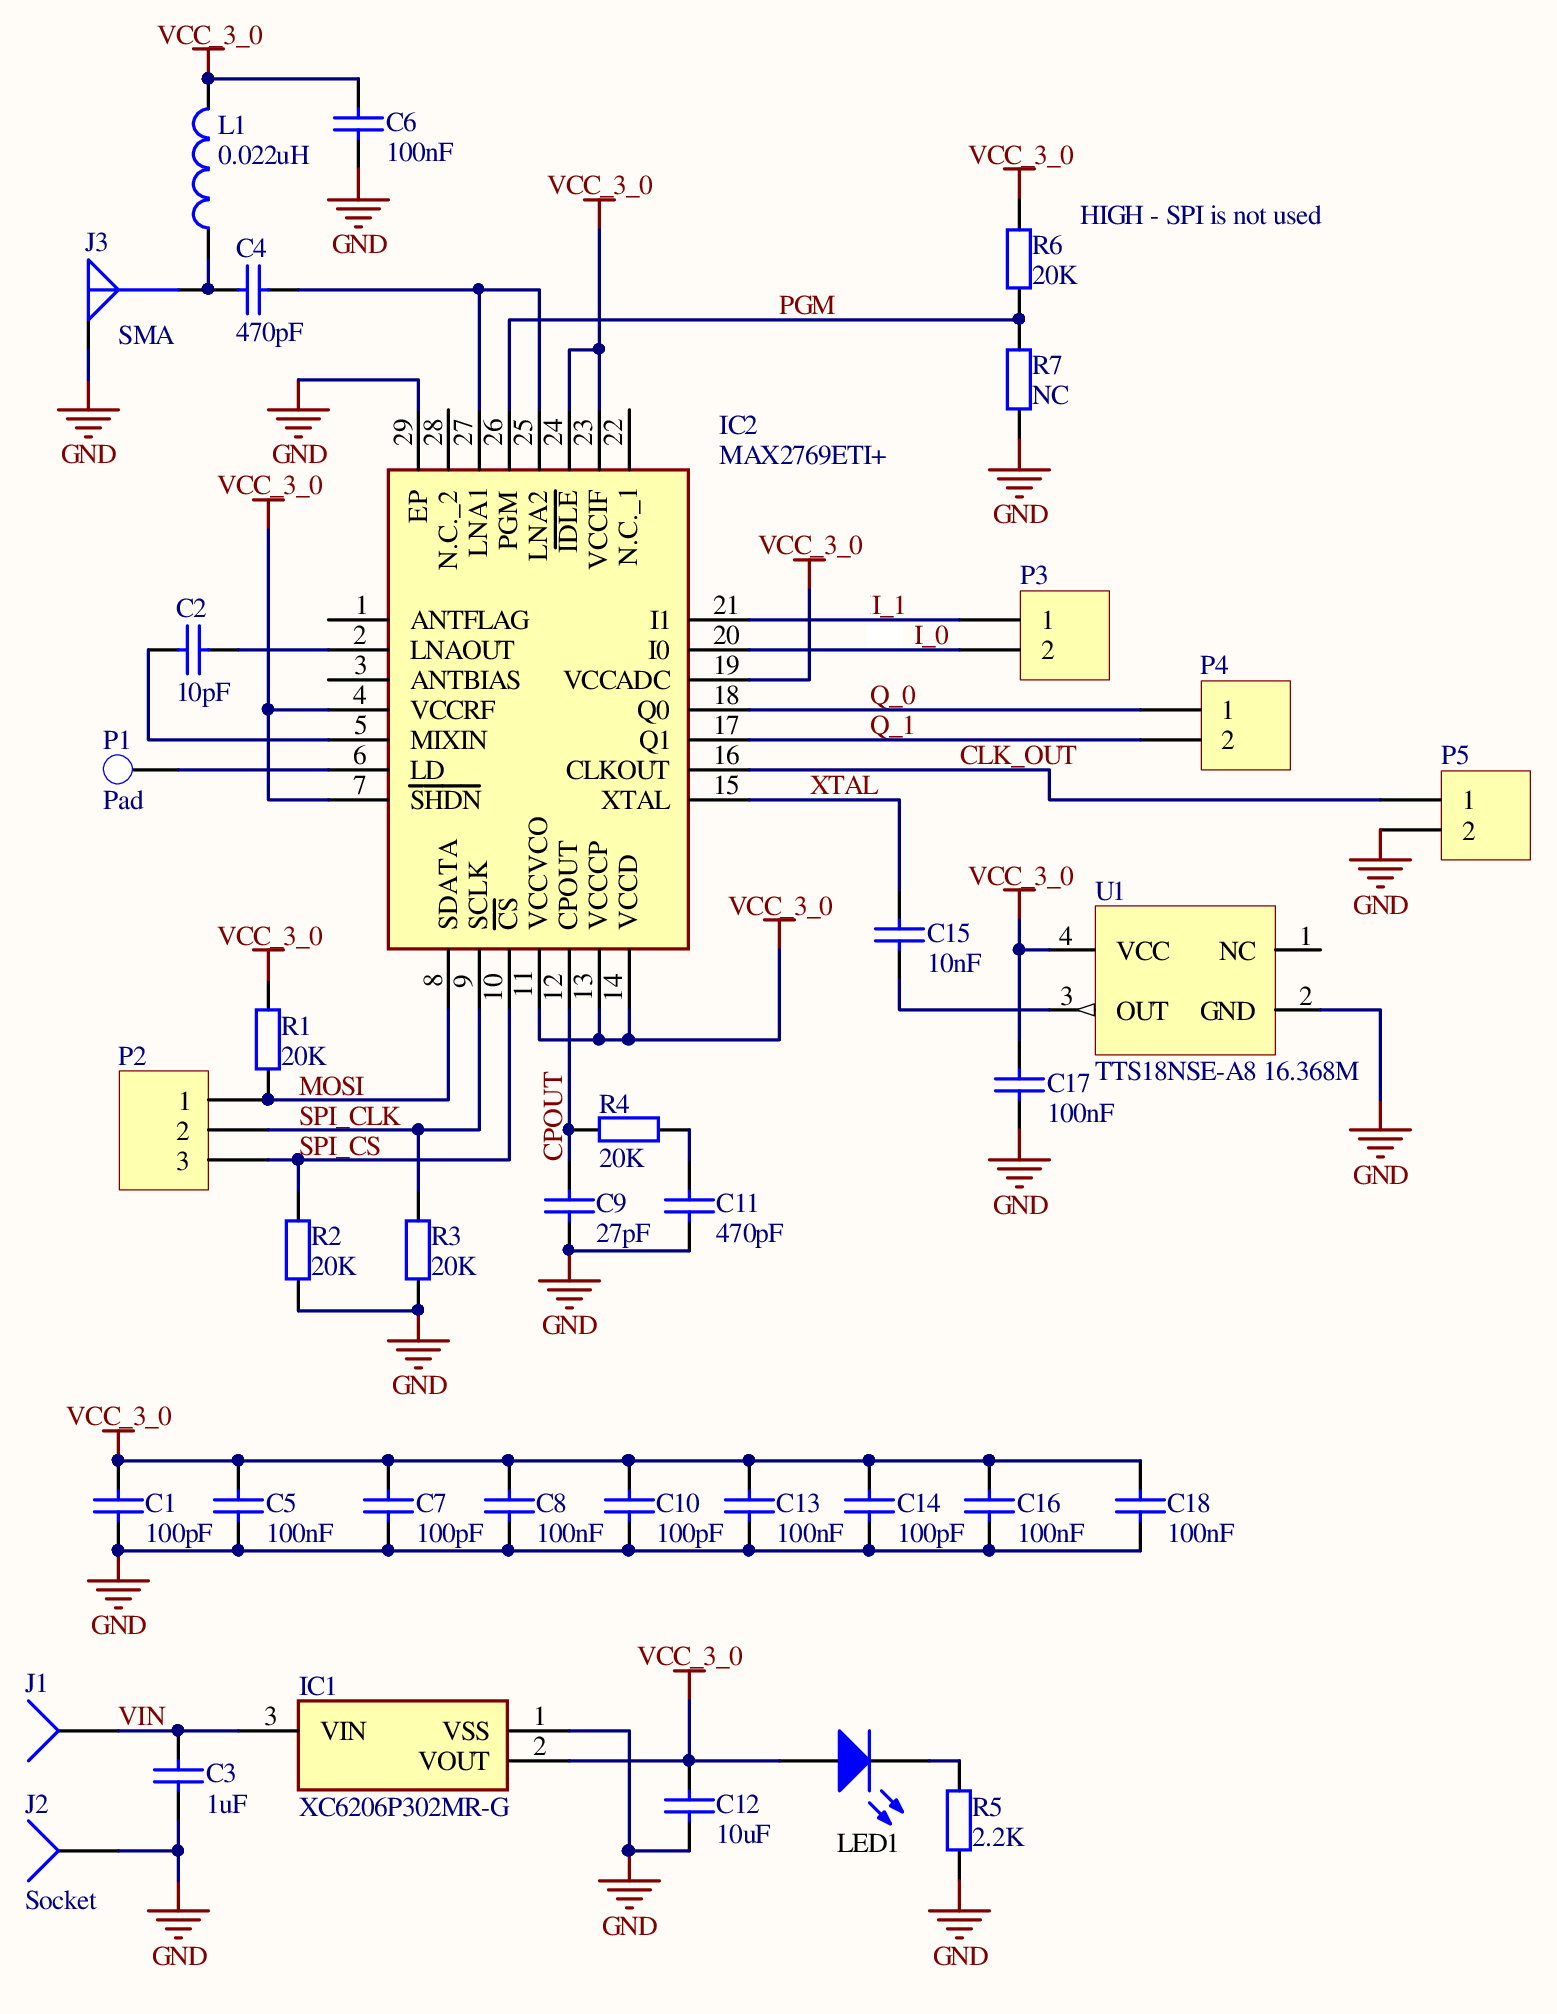 VCC_3_0
L1
0.022uH
C6
100nF
GND
J3
SMA
GND
C4
470pF
VCC_3_0
VCC_3_0
HIGH - SPI is not used
R6
20K
PGM
R7
NC
GND
GND
29
28
27
26
25
24
23
22
IC2
MAX2769ETI+
EP
N.C._2
LNA1
PGM
LNA2
IDLE
VCCIF
N.C._1
VCC_3_0
C2
10pF
P1
Pad
1 ANTFLAG
2 LNAOUT
3 ANTBIAS
4 VCCRF
5 MIXIN
6 LD
7 SHDN
I1 21
I0 20
VCCADC 19
Q0 18
Q1 17
CLKOUT 16
XTAL 15
VCC_3_0
I_1
I_0
Q_0
Q_1
CLK_OUT
XTAL
P3
1
2
P4
1
2
P5
1
2
GND
SDATA
SCLK
CS
VCCVCO
CPOUT
VCCCP
VCCD
8
9
10
11
12
13
14
VCC_3_0
C15
10nF
VCC_3_0
U1
4 VCC NC 1
3 OUT GND 2
TTS18NSE-A8 16.368M
C17
100nF
GND
GND
VCC_3_0
R1
20K
P2
1 MOSI
2 SPI_CLK
3 SPI_CS
R2
20K
R3
20K
GND
CPOUT
R4
20K
C9
27pF
C11
470pF
GND
VCC_3_0
C1
100pF
C5
100nF
C7
100pF
C8
100nF
C10
100pF
C13
100nF
C14
100pF
C16
100nF
C18
100nF
GND
J1
VIN
J2
Socket
C3
1uF
GND
IC1
3 VIN VSS 1
VOUT 2
XC6206P302MR-G
VCC_3_0
C12
10uF
GND
LED1
R5
2.2K
GND